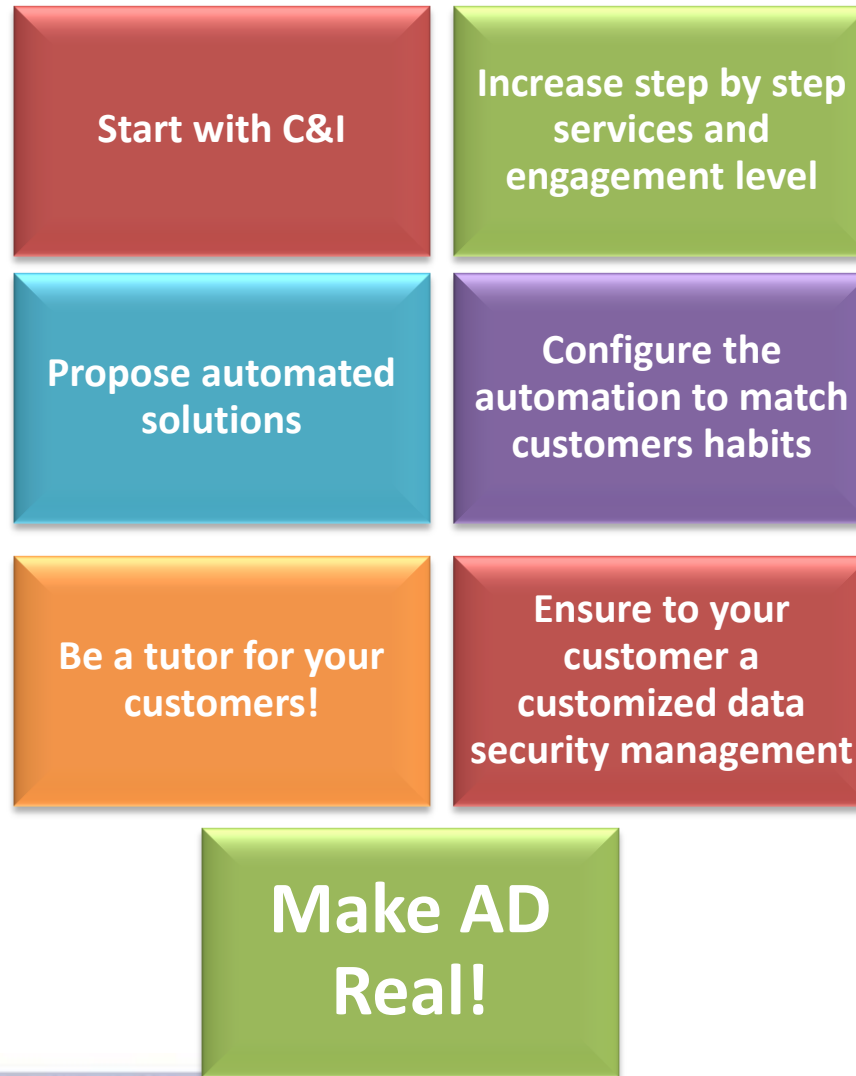 Start with C&I
Increase step by step
services and
engagement level
Propose automated
solutions
Configure the
automation to match
customers habits
Be a tutor for your
customers!
Ensure to your
customer a
customized data
security management
Make AD
Real!